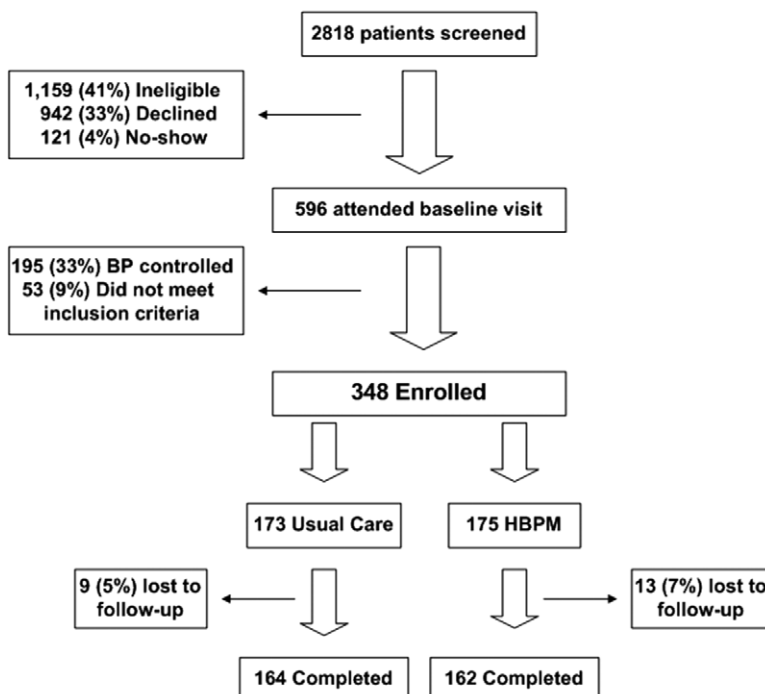 2818 patients screened
1,159 (41%) Ineligible
942 (33%) Declined
121 (4%) No-show
596 attended baseline visit
195 (33%) BP controlled
53 (9%) Did not meet
inclusion criteria
348 Enrolled
173 Usual Care
175 HBPM
9 (5%) lost to
follow-up
13 (7%) lost to
follow-up
164 Completed
162 Completed